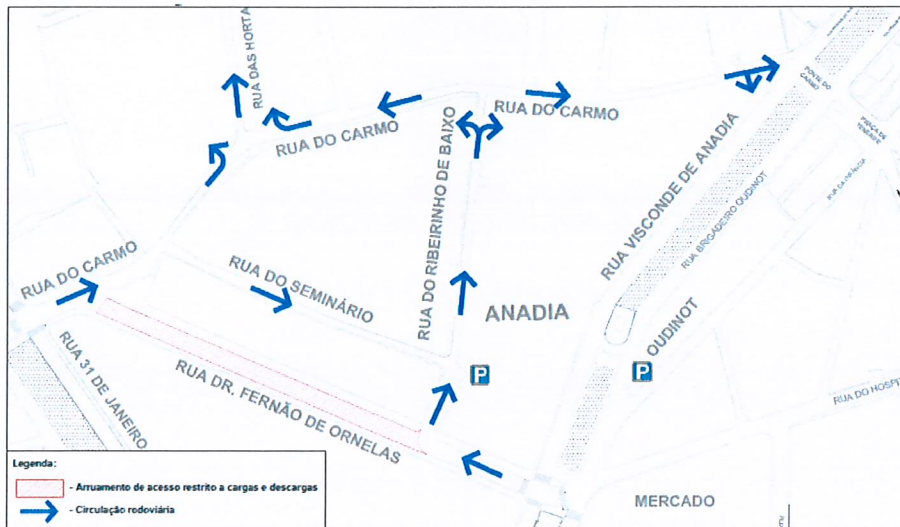 RUA DAS HORTA
PONTE DO
CARMO
RUA DO CARMO
RUA DO CARMO
PRAÇA DE
TENERIFE
RUA DO RIBEIRINHO DE BAIXO
RUA VISCONDE DE ANADIA
RUA BRIGADEIRO OUDINOT
RUA DO CARMO
RUA DO SEMINÁRIO
ANADIA
OUDINOT
P
P
RUA 31 DE JANEIRO
RUA DR. FERNÃO DE ORNELAS
RUA DO HOSPI
MERCADO
Legenda:
- Arruamento de acesso restrito a cargas e descargas
- Circulação rodoviária